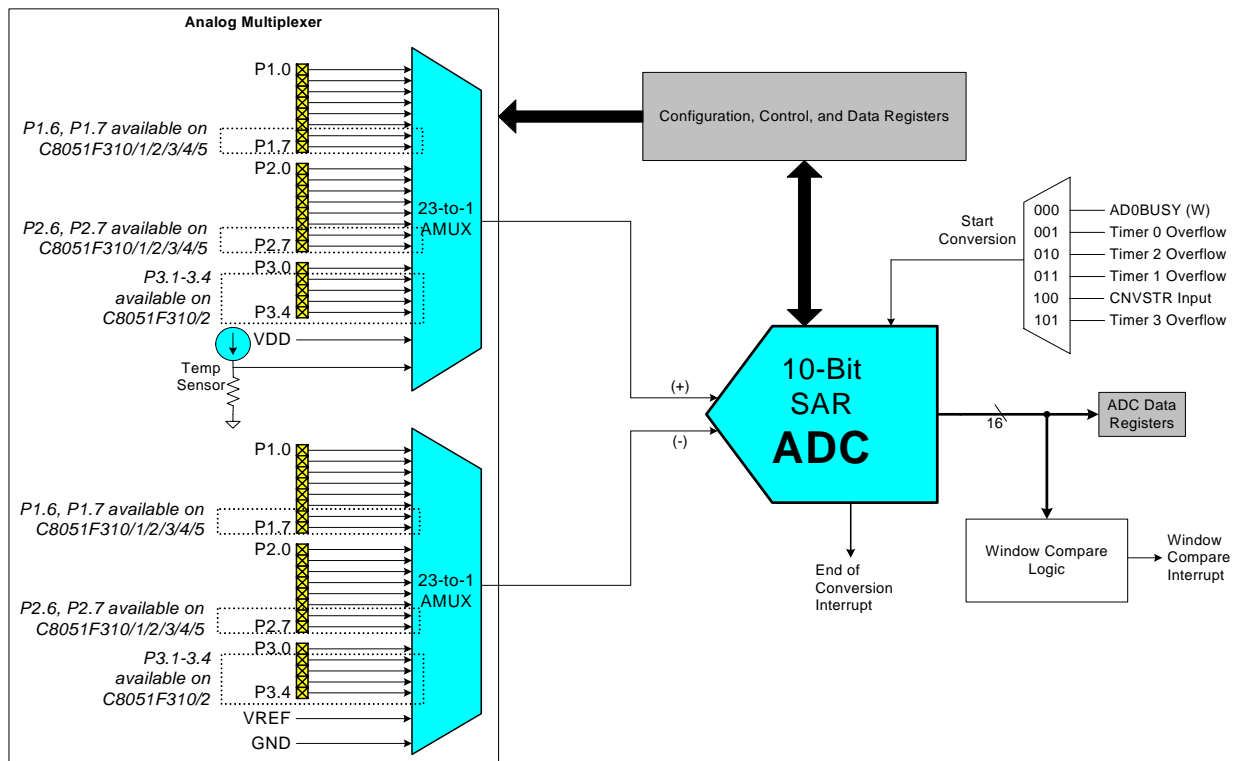 Analog Multiplexer
P1.0
P1.6, P1.7 available on
C8051F310/1/2/3/4/5
P1.7
P2.0
23-to-1
AMUX
P2.6, P2.7 available on
C8051F310/1/2/3/4/5
P2.7
P3.0
P3.1-3.4
available on
C8051F310/2
P3.4
VDD
Temp
Sensor
P1.0
P1.6, P1.7 available on
C8051F310/1/2/3/4/5
P1.7
P2.0
23-to-1
AMUX
P2.6, P2.7 available on
C8051F310/1/2/3/4/5
P2.7
P3.0
P3.1-3.4
available on
C8051F310/2
P3.4
VREF
GND
Configuration, Control, and Data Registers
Start
Conversion
000
AD0BUSY (W)
001
Timer 0 Overflow
010
Timer 2 Overflow
011
Timer 1 Overflow
100
CNVSTR Input
101
Timer 3 Overflow
(+)
(-)
10-Bit
SAR
ADC
16
ADC Data
Registers
End of
Conversion
Interrupt
Window Compare
Logic
Window
Compare
Interrupt